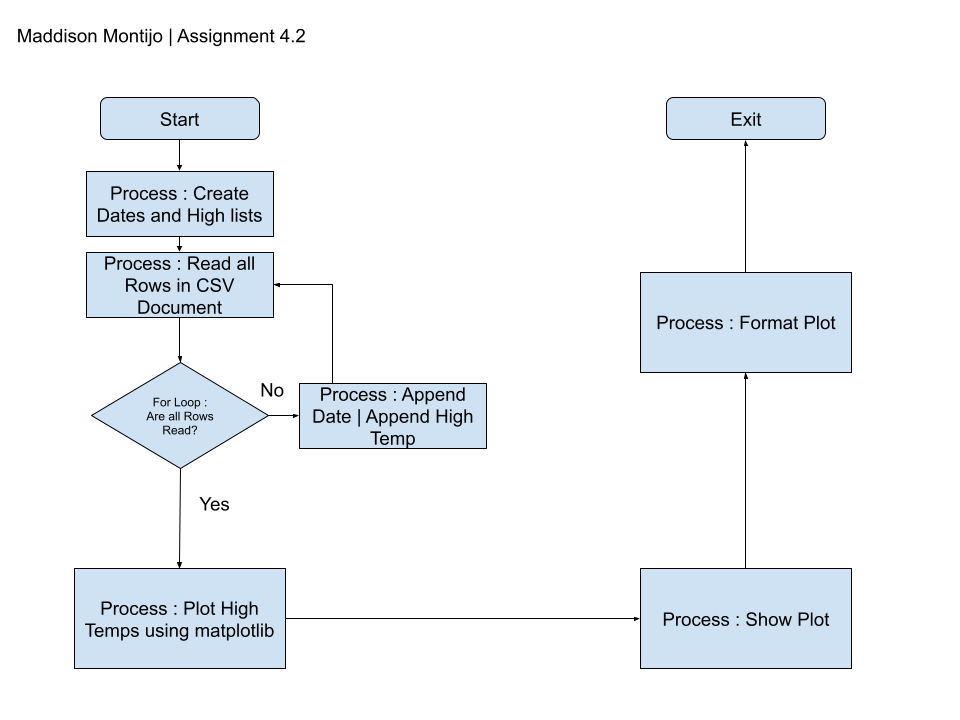 Maddison Montijo | Assignment 4.2
Start
Process : Create
Dates and High lists
Process : Read all
Rows in CSV
Document
For Loop :
Are all Rows
Read?
No
Process : Append
Date | Append High
Temp
Yes
Process : Plot High
Temps using matplotlib
Process : Show Plot
Process : Format Plot
Exit